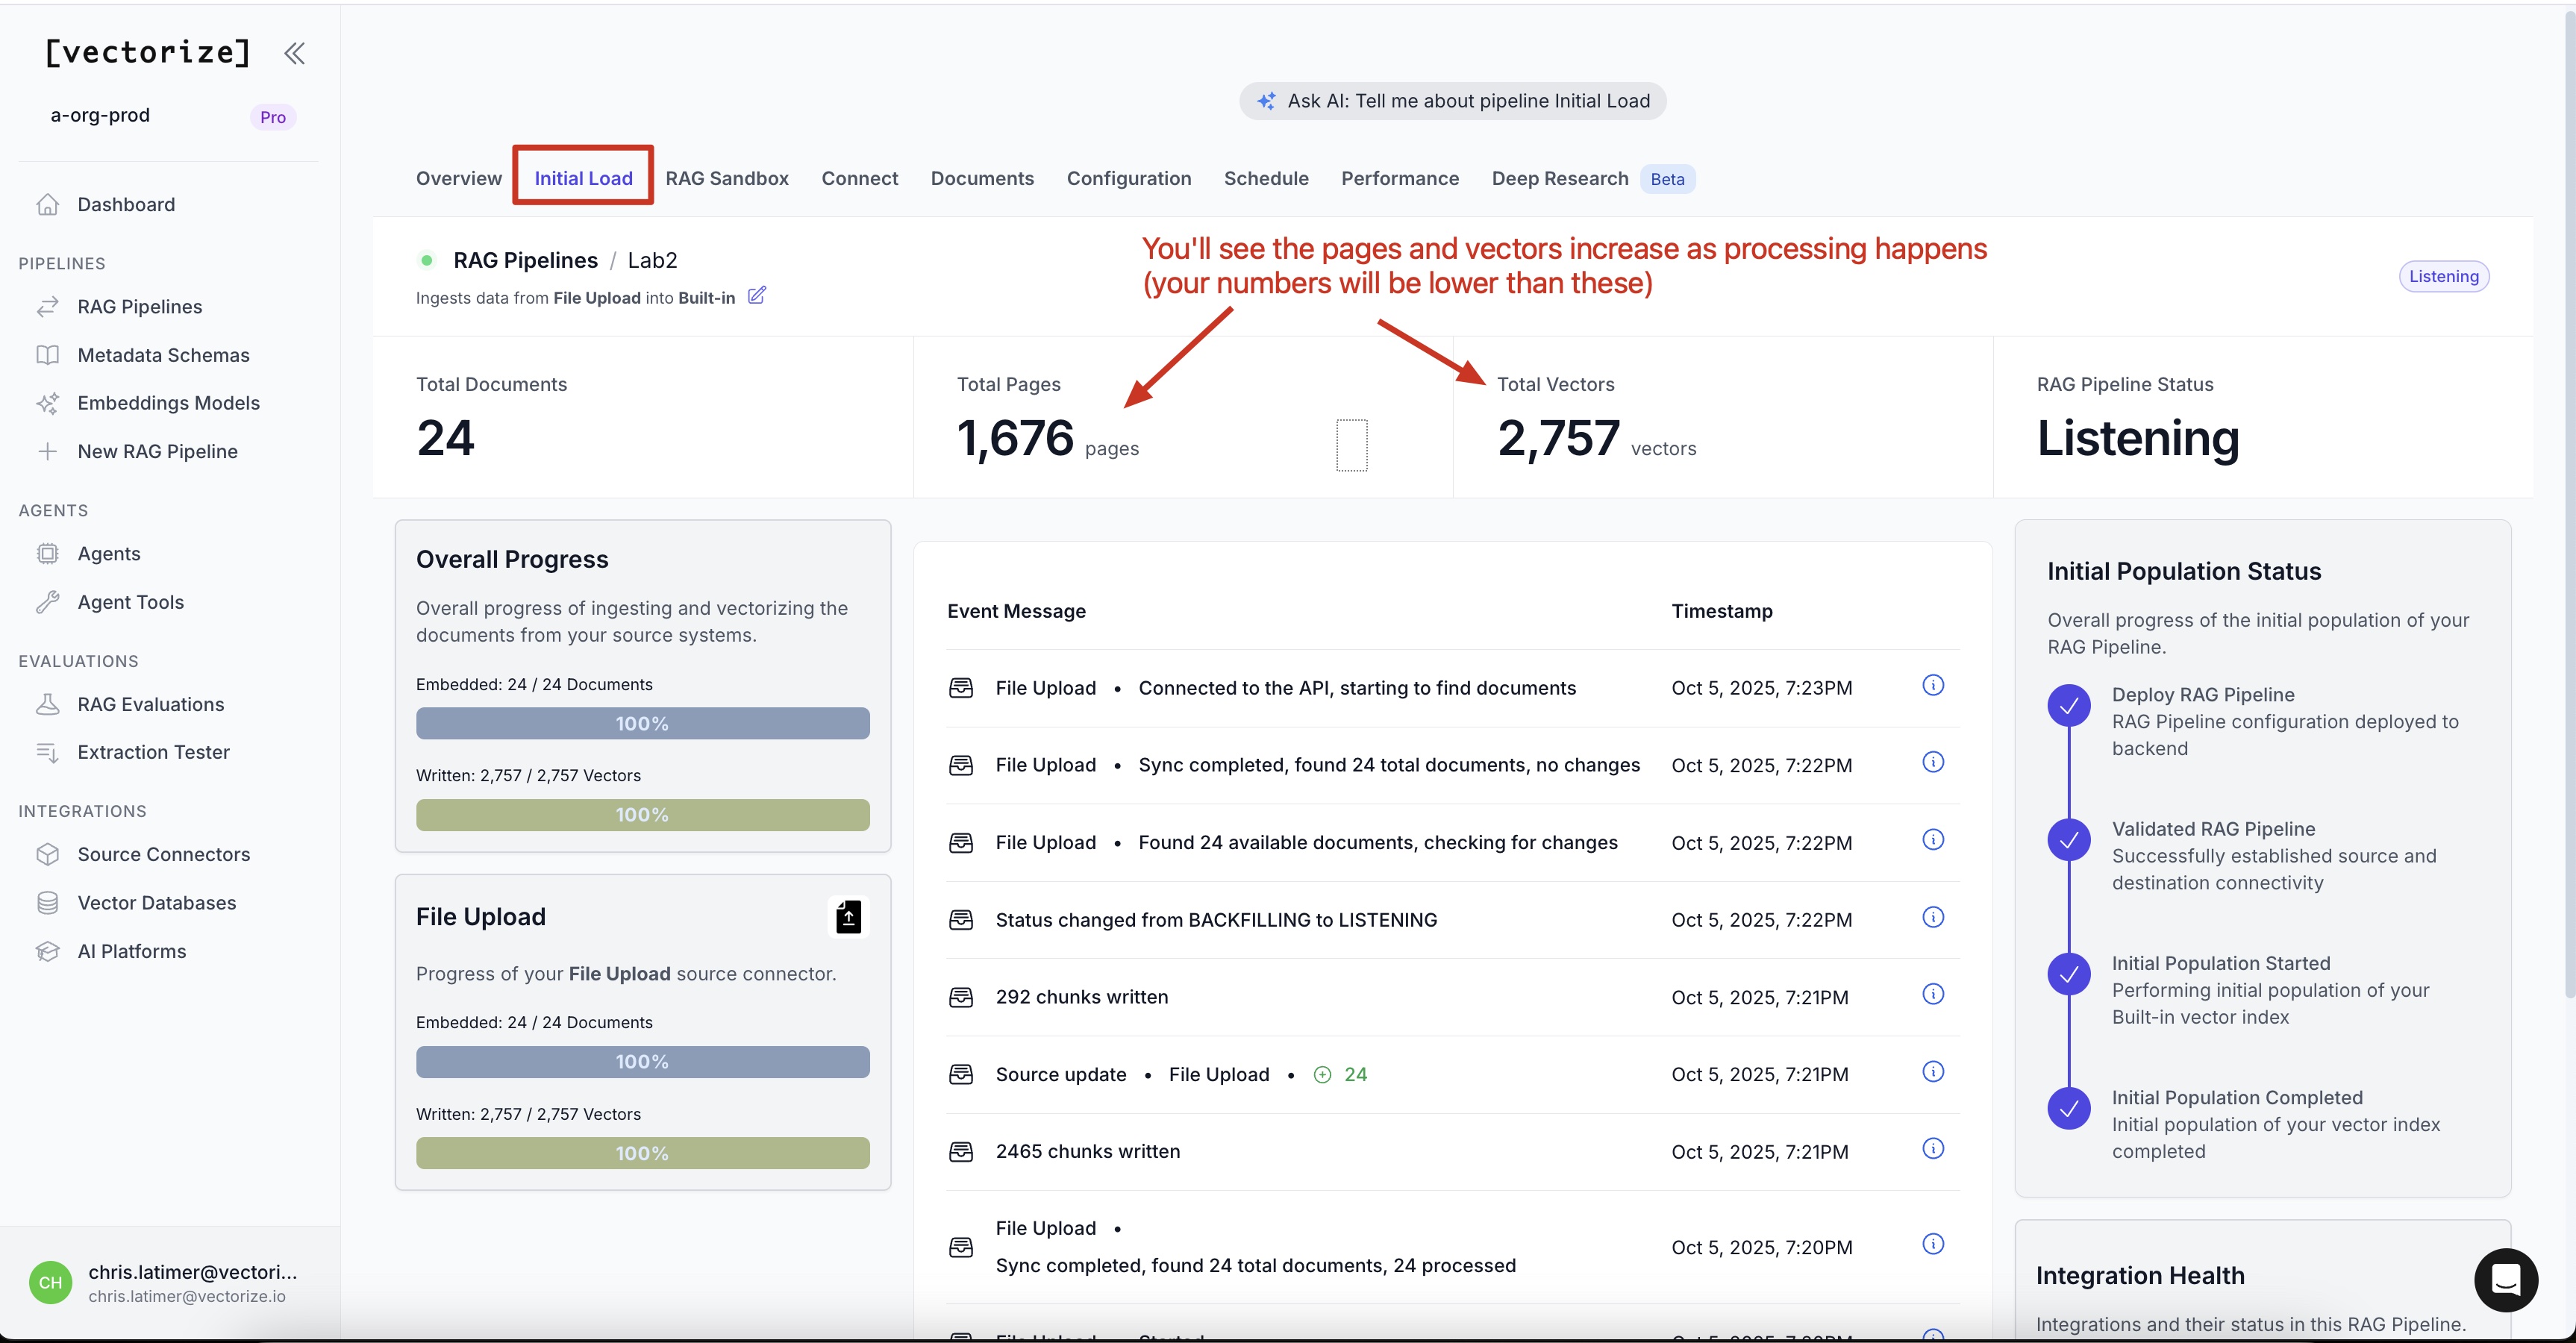 [vectorize]
a-org-prod
Pro
Dashboard
PIPELINES
RAG Pipelines
Metadata Schemas
Embeddings Models
New RAG Pipeline
AGENTS
Agents
Agent Tools
EVALUATIONS
RAG Evaluations
Extraction Tester
INTEGRATIONS
Source Connectors
Vector Databases
AI Platforms
CH
chris.latimer@vectori...
chris.latimer@vectorize.io
Ask AI: Tell me about pipeline Initial Load
Overview Initial Load RAG Sandbox Connect Documents Configuration Schedule Performance Deep Research Beta
RAG Pipelines / Lab2
Ingests data from File Upload into Built-in
You'll see the pages and vectors increase as processing happens
(your numbers will be lower than these)
Listening
Total Documents
24
Total Pages
1,676 pages
Total Vectors
2,757 vectors
RAG Pipeline Status
Listening
Overall Progress
Overall progress of ingesting and vectorizing the
documents from your source systems.
Embedded: 24 / 24 Documents
100%
Written: 2,757 / 2,757 Vectors
100%
File Upload
Progress of your File Upload source connector.
Embedded: 24 / 24 Documents
100%
Written: 2,757 / 2,757 Vectors
100%
Event Message Timestamp
File Upload • Connected to the API, starting to find documents Oct 5, 2025, 7:23PM
File Upload • Sync completed, found 24 total documents, no changes Oct 5, 2025, 7:22PM
File Upload • Found 24 available documents, checking for changes Oct 5, 2025, 7:22PM
Status changed from BACKFILLING to LISTENING Oct 5, 2025, 7:22PM
292 chunks written Oct 5, 2025, 7:21PM
Source update • File Upload • 24 Oct 5, 2025, 7:21PM
2465 chunks written Oct 5, 2025, 7:21PM
File Upload •
Sync completed, found 24 total documents, 24 processed Oct 5, 2025, 7:20PM
Initial Population Status
Overall progress of the initial population of your
RAG Pipeline.
Deploy RAG Pipeline
RAG Pipeline configuration deployed to
backend
Validated RAG Pipeline
Successfully established source and
destination connectivity
Initial Population Started
Performing initial population of your
Built-in vector index
Initial Population Completed
Initial population of your vector index
completed
Integration Health
Integrations and their status in this RAG Pipeline.